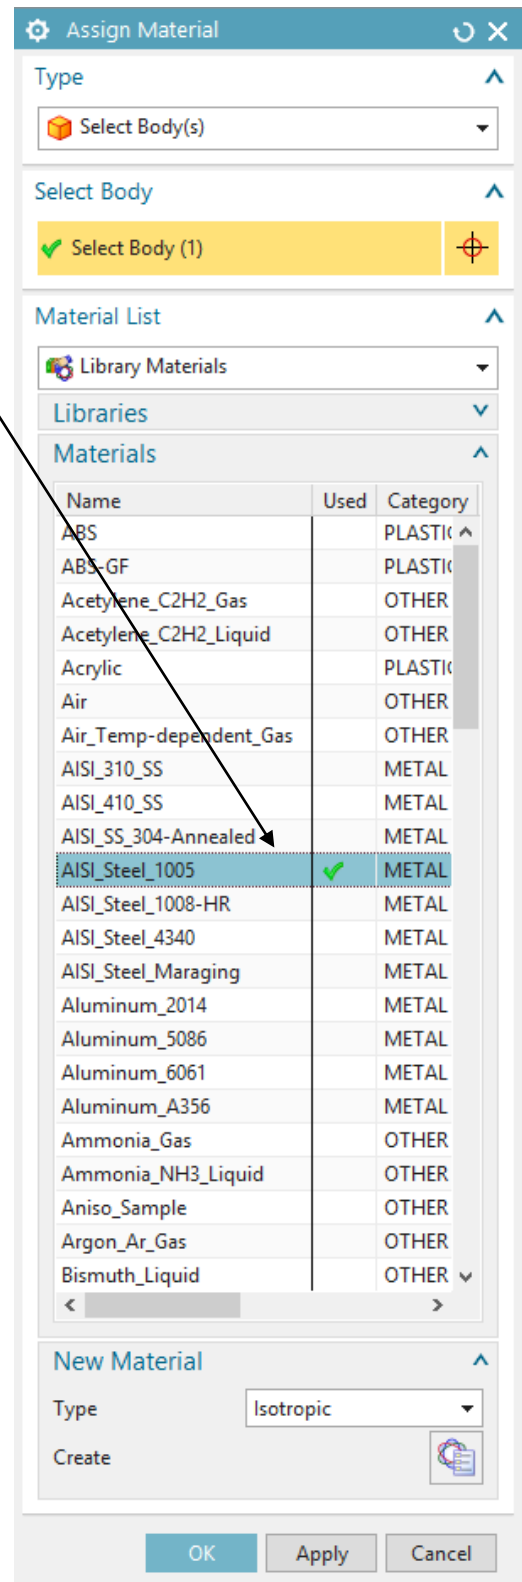 Assign Material
Type
Select Body(s)
Select Body
Select Body (1)
Material List
Library Materials
Libraries
Materials
Name Used Category
ABS PLASTIC
ABS-GF PLASTIC
Acetylene_C2H2_Gas OTHER
Acetylene_C2H2_Liquid OTHER
Acrylic PLASTIC
Air OTHER
Air_Temp-dependent_Gas OTHER
AISI_310_SS METAL
AISI_410_SS METAL
AISI_SS_304-Annealed METAL
AISI_Steel_1005 METAL
AISI_Steel_1008-HR METAL
AISI_Steel_4340 METAL
AISI_Steel_Maraging METAL
Aluminum_2014 METAL
Aluminum_5086 METAL
Aluminum_6061 METAL
Aluminum_A356 METAL
Ammonia_Gas OTHER
Ammonia_NH3_Liquid OTHER
Aniso_Sample OTHER
Argon_Ar_Gas OTHER
Bismuth_Liquid OTHER
New Material
Type Isotropic
Create
OK Apply Cancel